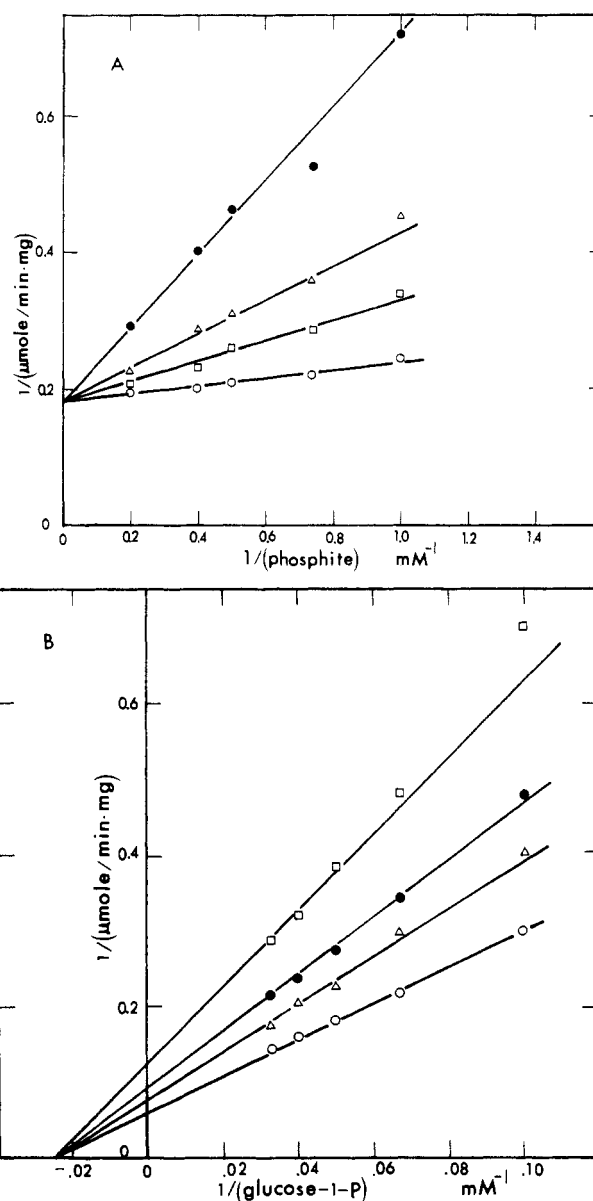 A
0.6
0.4
0.2
0
1/(μmole/min·mg)
0 0.2 0.4 0.6 0.8 1.0 1.2 1.4
1/(phosphite) mM⁻¹
B
0.6
0.4
0.2
0
1/(μmole/min·mg)
-.02 0 .02 .04 .06 .08 .10
1/(glucose-1-P) mM⁻¹